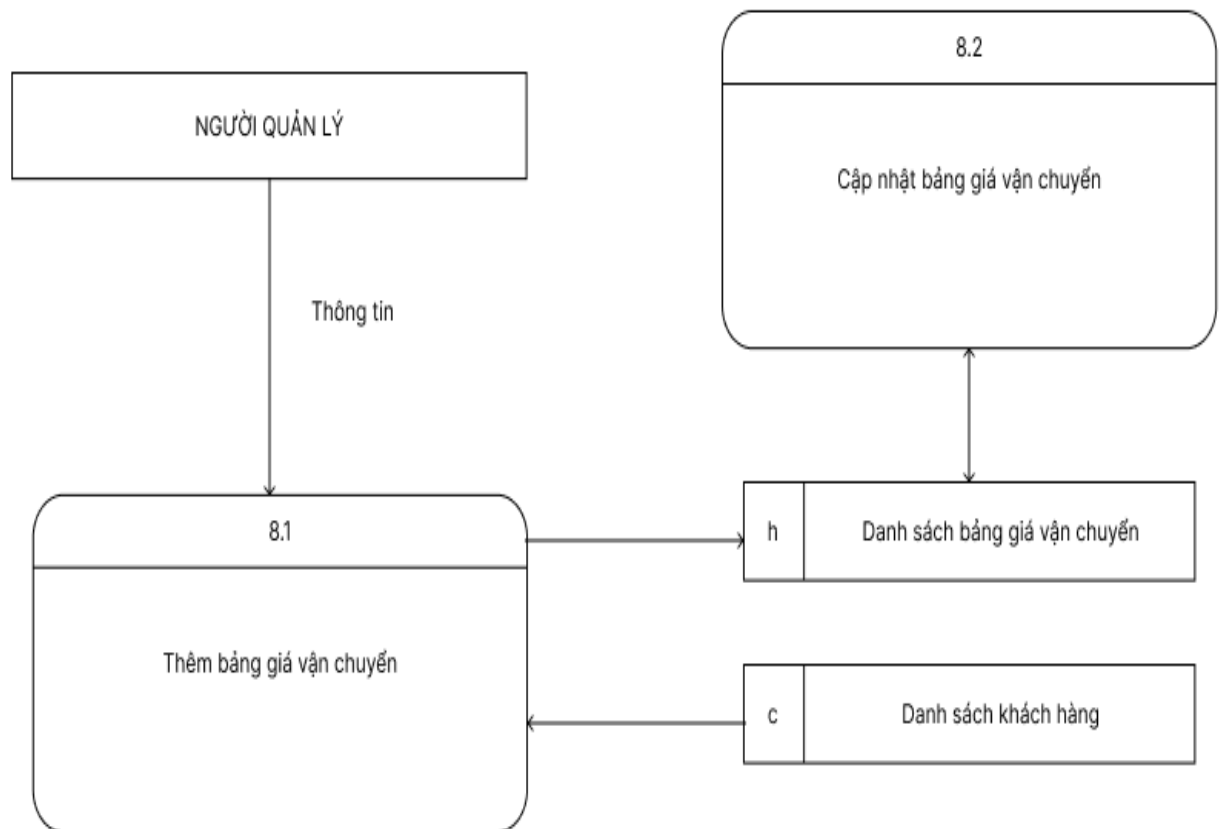 8.2
NGƯỜI QUẢN LÝ
Cập nhật bảng giá vận chuyển
Thông tin
8.1
h
Danh sách bảng giá vận chuyển
Thêm bảng giá vận chuyển
c
Danh sách khách hàng